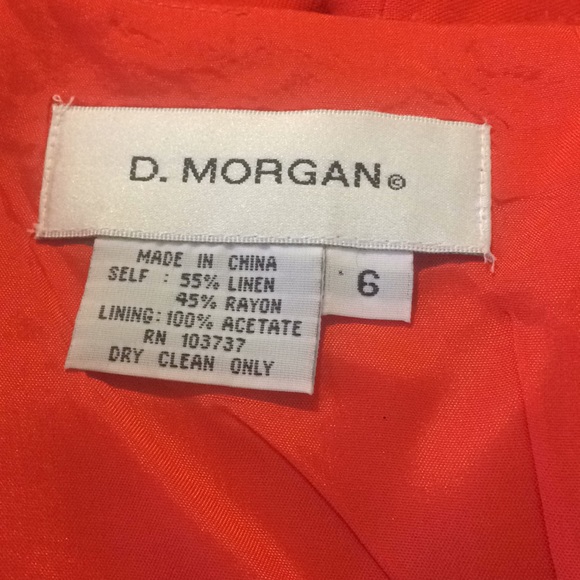 D. MORGAN©
MADE IN CHINA
SELF : 55% LINEN
45% RAYON
LINING: 100% ACETATE
RN 103737
DRY CLEAN ONLY
6